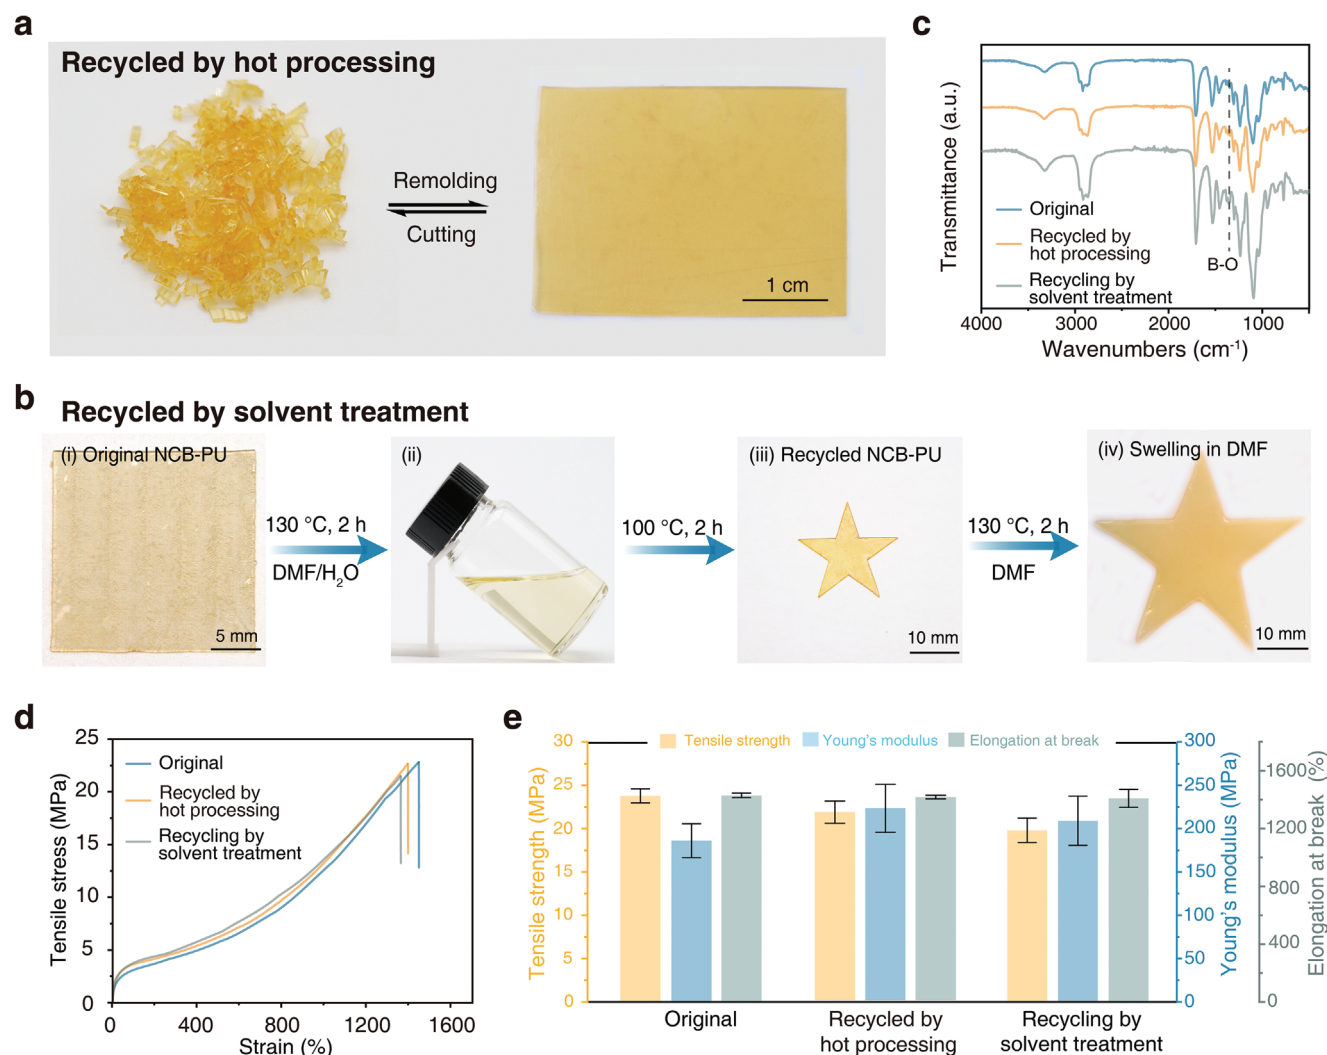 a
Recycled by hot processing
Remolding
Cutting
1 cm
b
Recycled by solvent treatment
(i) Original NCB-PU
5 mm
130 °C, 2 h
DMF/H2O
(ii)
100 °C, 2 h
(iii) Recycled NCB-PU
10 mm
130 °C, 2 h
DMF
(iv) Swelling in DMF
10 mm
c
Transmittance (a.u.)
Original
Recycled by
hot processing
Recycling by
solvent treatment
B-O
4000 3000 2000 1000
Wavenumbers (cm-1)
d
Tensile stress (MPa)
25
20
15
10
5
0
Original
Recycled by
hot processing
Recycling by
solvent treatment
0 400 800 1200 1600
Strain (%)
e
Tensile strength Young's modulus Elongation at break
Tensile strength (MPa)
30
25
20
15
10
5
0
Original
Recycled by
hot processing
Recycling by
solvent treatment
300
250
200
150
100
50
0
Young's modulus (MPa)
1600
1200
800
400
0
Elongation at break (%)